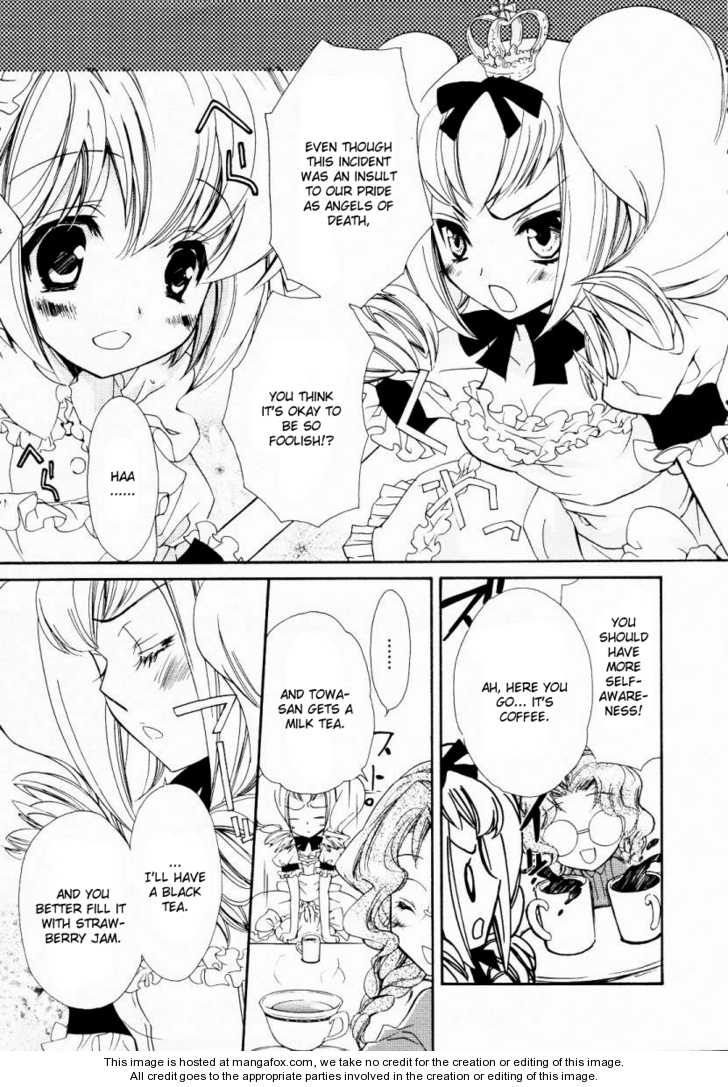 EVEN THOUGH
THIS INCIDENT
WAS AN INSULT
TO OUR PRIDE
AS ANGELS OF
DEATH,
YOU THINK
IT'S OKAY TO
BE SO
FOOLISH!?
HAA
......
へ
へ
YOU
SHOULD
HAVE
MORE
SELF-
AWARE-
NESS!
AH, HERE YOU
GO... IT'S
COFFEE.
......
AND TOWA-
SAN GETS A
MILK TEA.
...
I'LL HAVE
A BLACK
TEA.
AND YOU
BETTER FILL IT
WITH STRAW-
BERRY JAM.
This image is hosted at mangafox.com, we take no credit for the creation or editing of this image.
All credit goes to the appropriate parties involved in the creation or editing of this image.